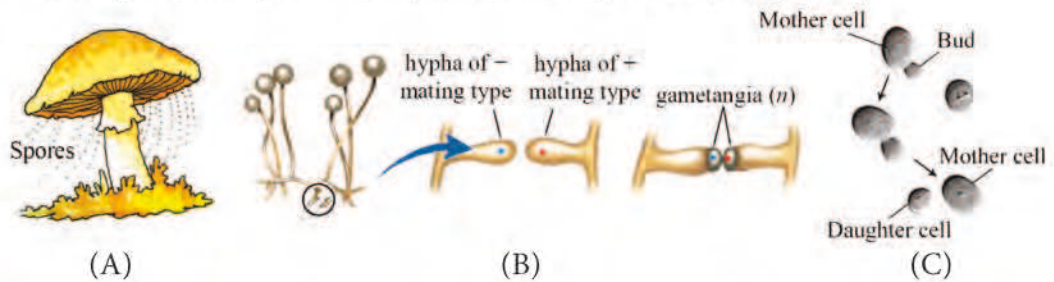 Spores
(A)
hypha of −
mating type
hypha of +
mating type
gametangia (n)
(B)
Mother cell
Bud
Mother cell
Daughter cell
(C)